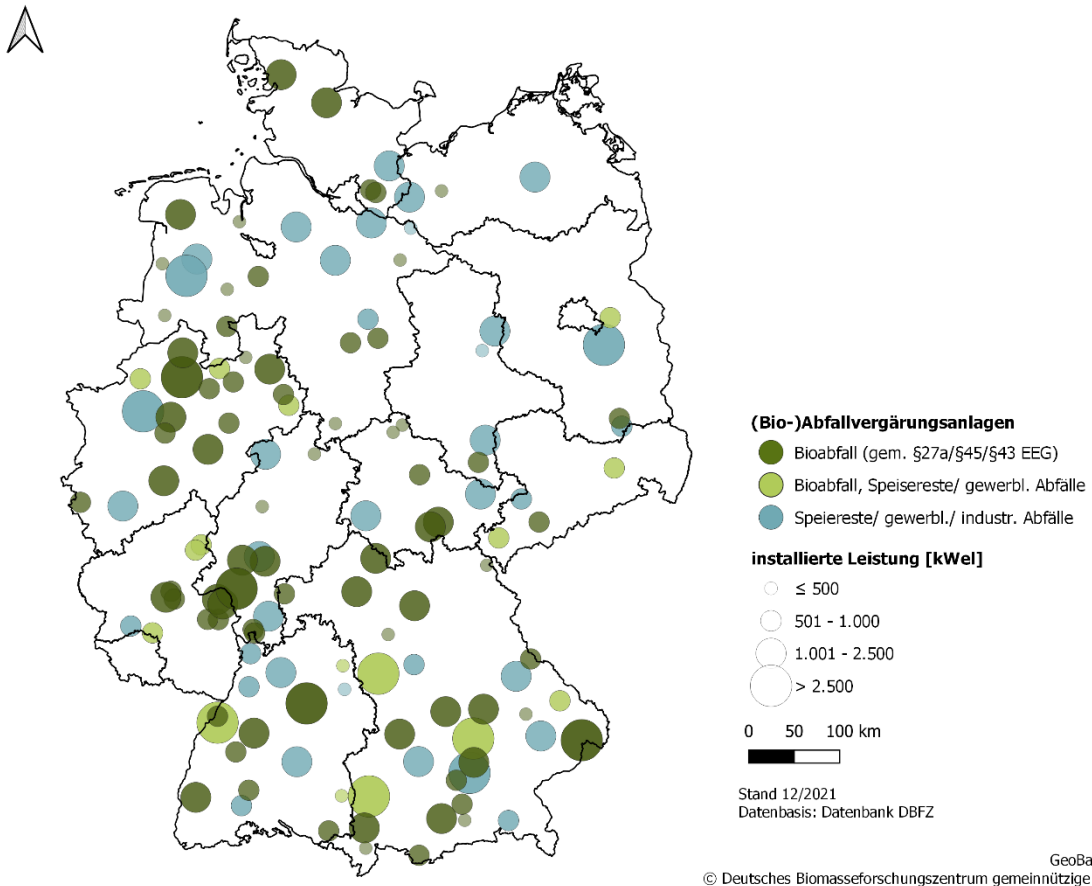 (Bio-)Abfallvergärungsanlagen
Bioabfall (gem. §27a/§45/§43 EEG)
Bioabfall, Speisereste/ gewerbl. Abfälle
Speiereste/ gewerbl./ industr. Abfälle
installierte Leistung [kWel]
≤ 500
501 - 1.000
1.001 - 2.500
> 2.500
0 50 100 km
Stand 12/2021
Datenbasis: Datenbank DBFZ
GeoBa
© Deutsches Biomasseforschungszentrum gemeinnützige